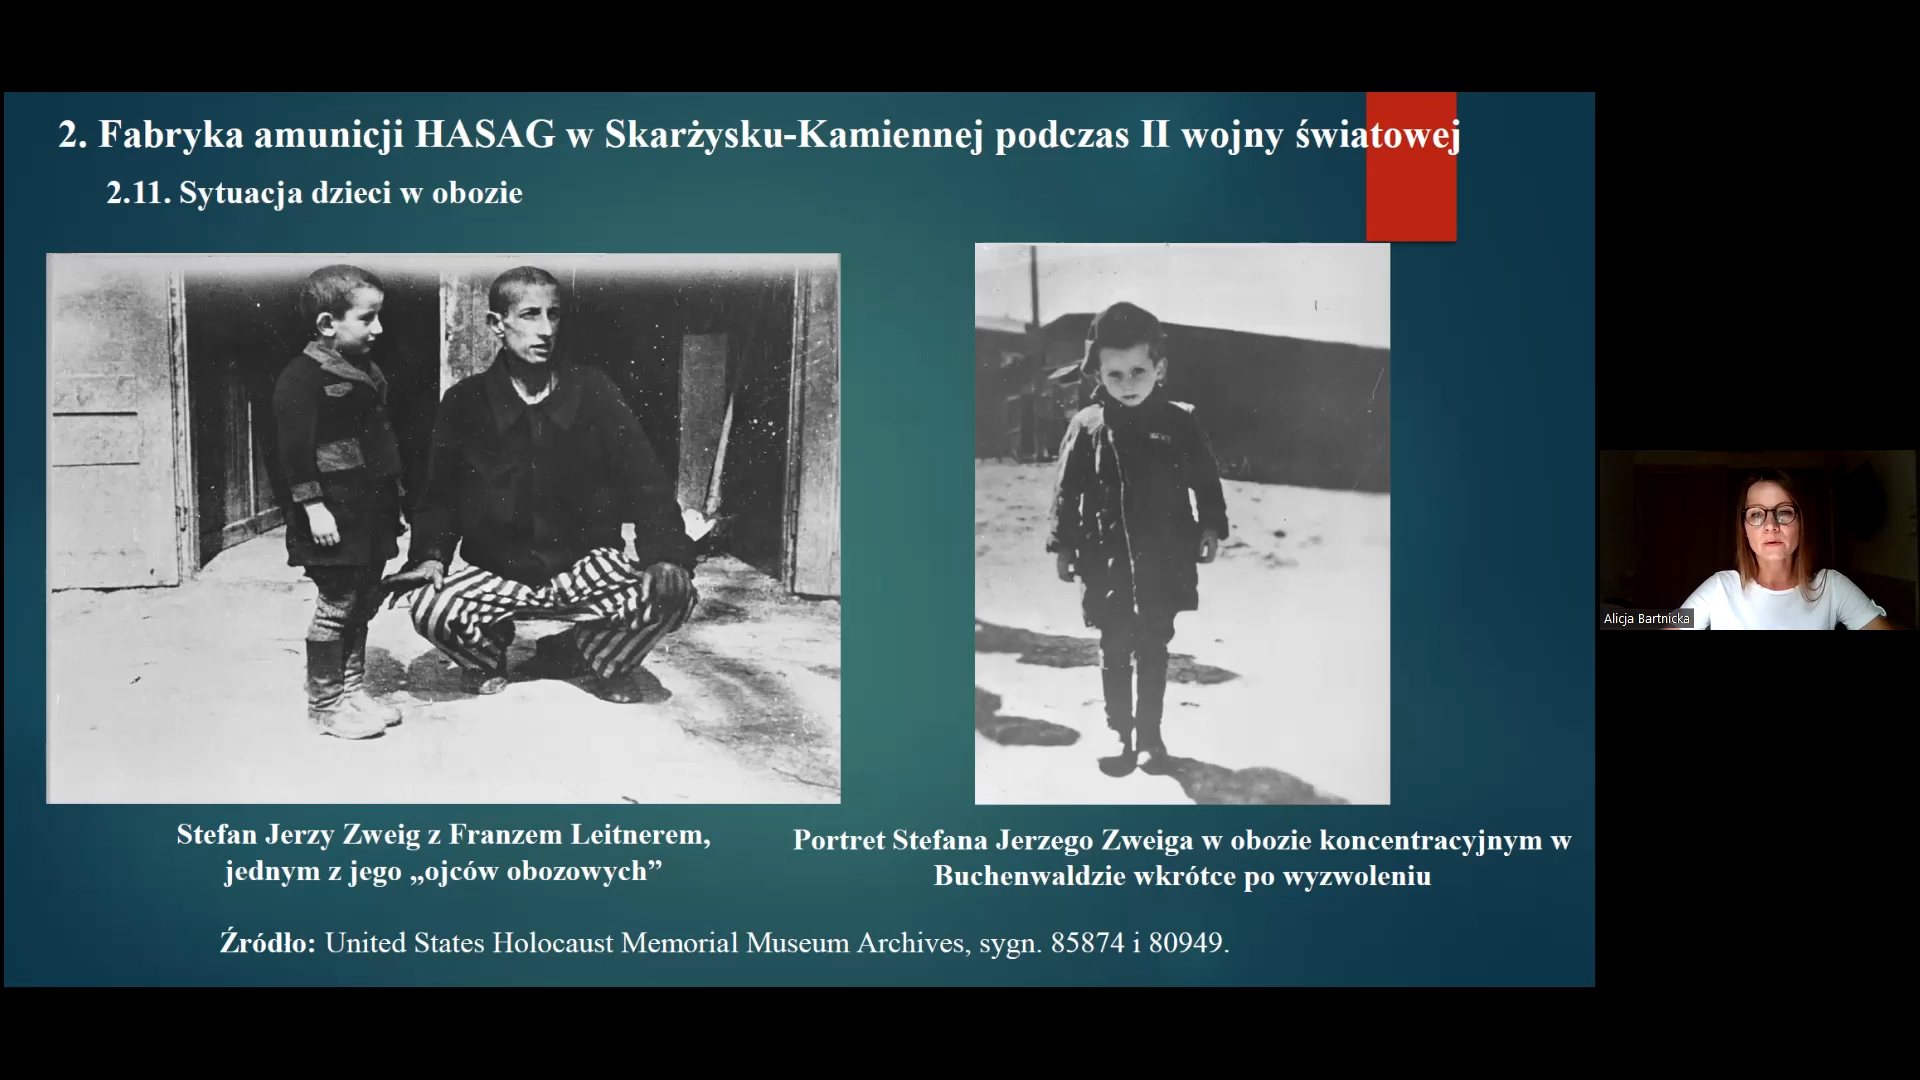 2. Fabryka amunicji HASAG w Skarżysku-Kamiennej podczas II wojny światowej
2.11. Sytuacja dzieci w obozie
Stefan Jerzy Zweig z Franzem Leitnerem,
jednym z jego „ojców obozowych”
Portret Stefana Jerzego Zweiga w obozie koncentracyjnym w
Buchenwaldzie wkrótce po wyzwoleniu
Źródło: United States Holocaust Memorial Museum Archives, sygn. 85874 i 80949.
Alicja Bartnicka